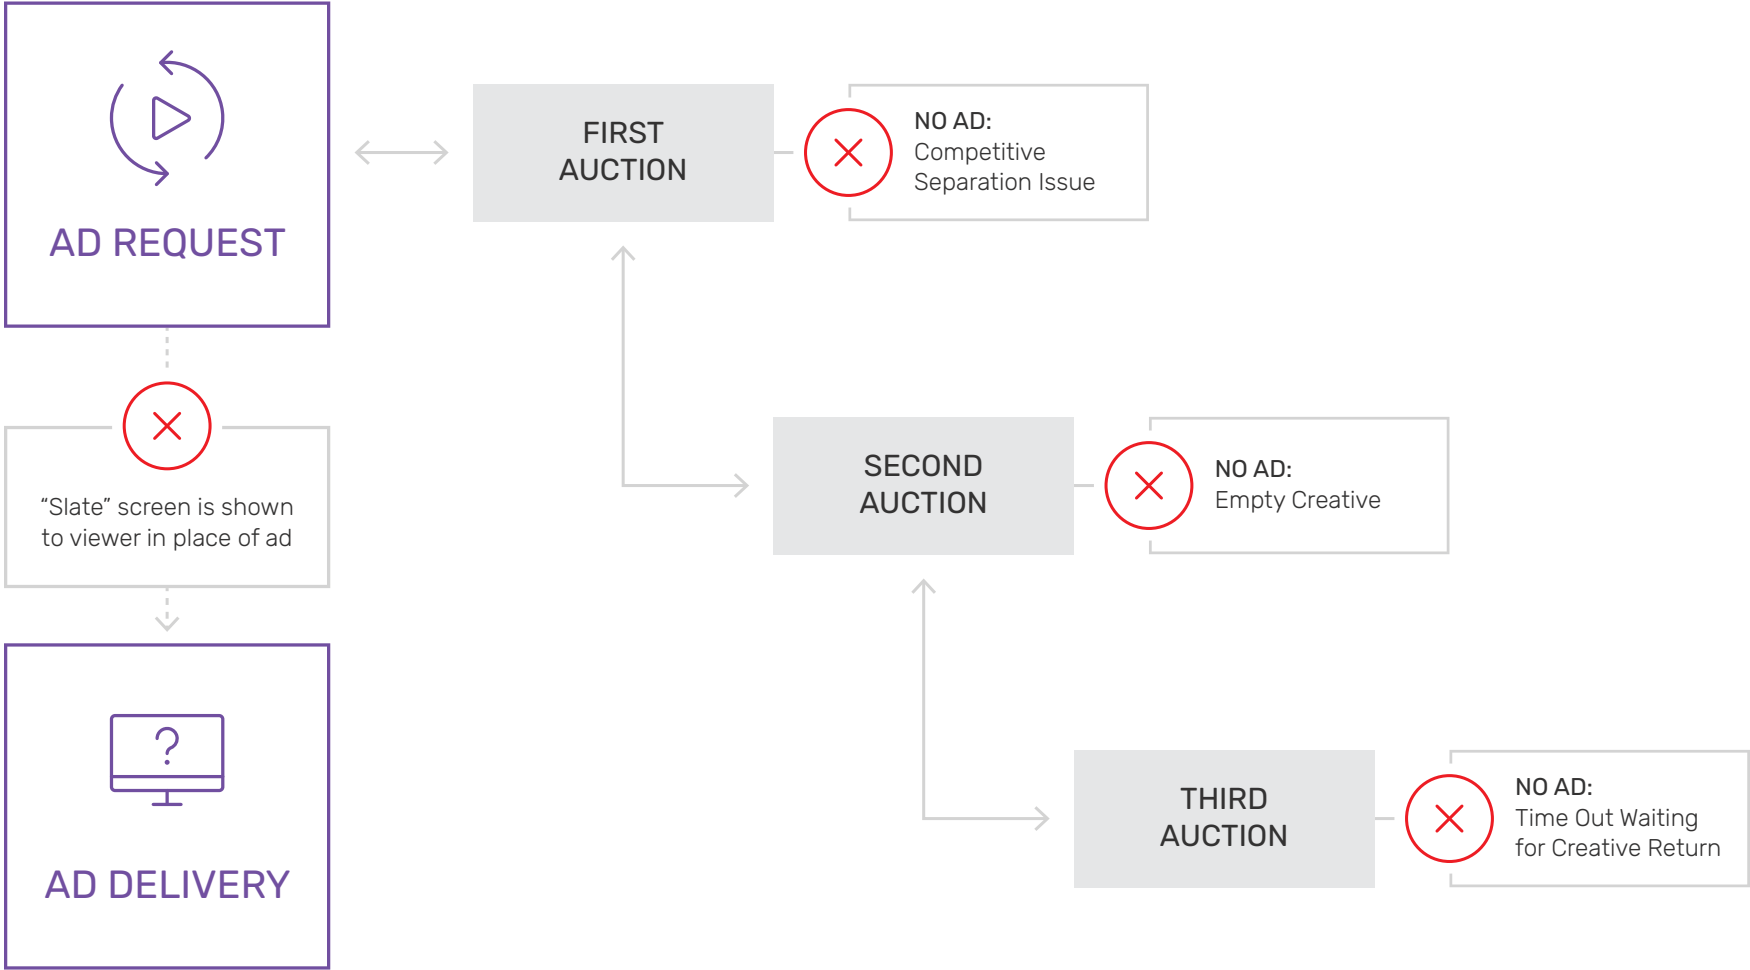 AD REQUEST
FIRST
AUCTION
NO AD:
Competitive
Separation Issue
“Slate” screen is shown
to viewer in place of ad
SECOND
AUCTION
NO AD:
Empty Creative
?
AD DELIVERY
THIRD
AUCTION
NO AD:
Time Out Waiting
for Creative Return